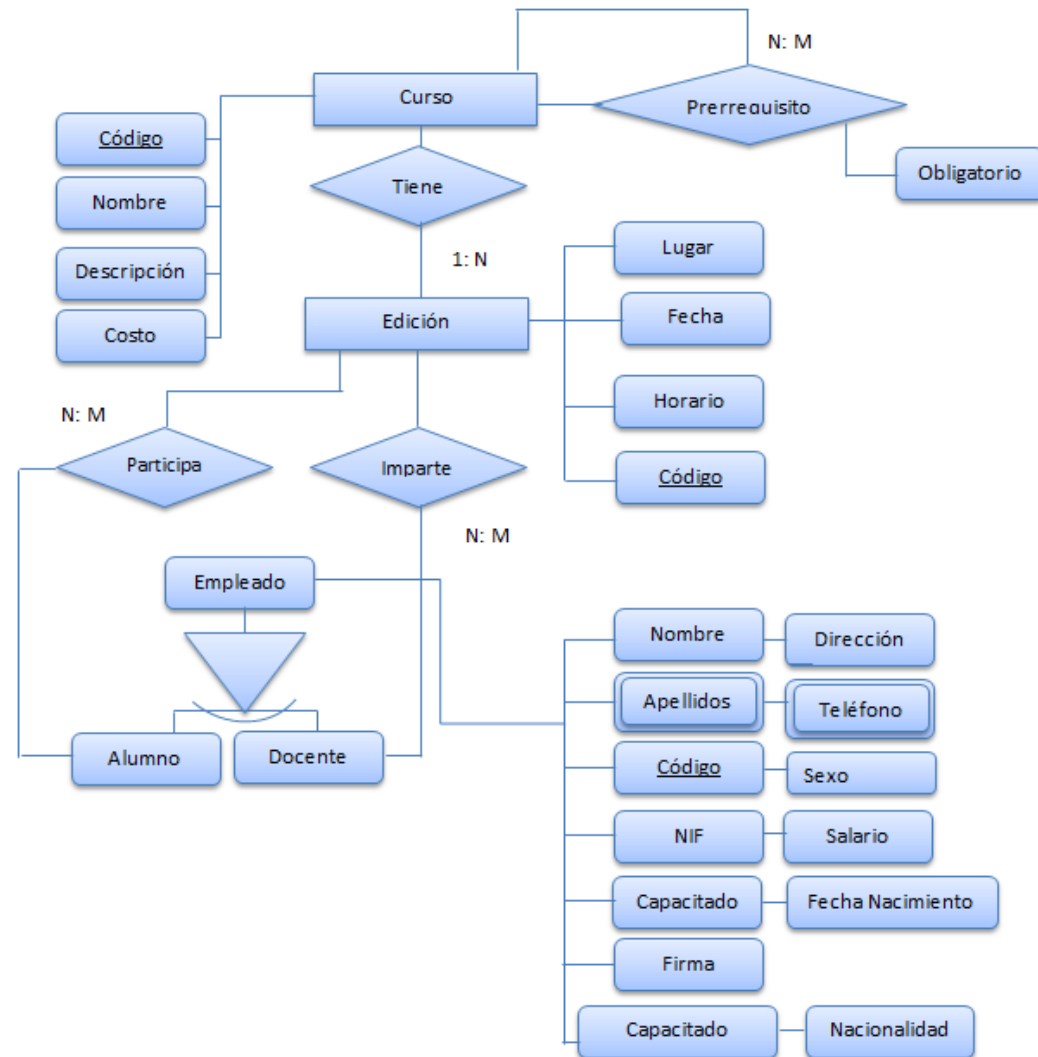 N: M
Curso
Prerrequisito
Código
Obligatorio
Tiene
Nombre
Lugar
1: N
Descripción
Edición
Fecha
Costo
Horario
N: M
Participa
Imparte
Código
N: M
Empleado
Nombre
Dirección
Apellidos
Teléfono
Alumno
Docente
Código
Sexo
NIF
Salario
Capacitado
Fecha Nacimiento
Firma
Capacitado
Nacionalidad